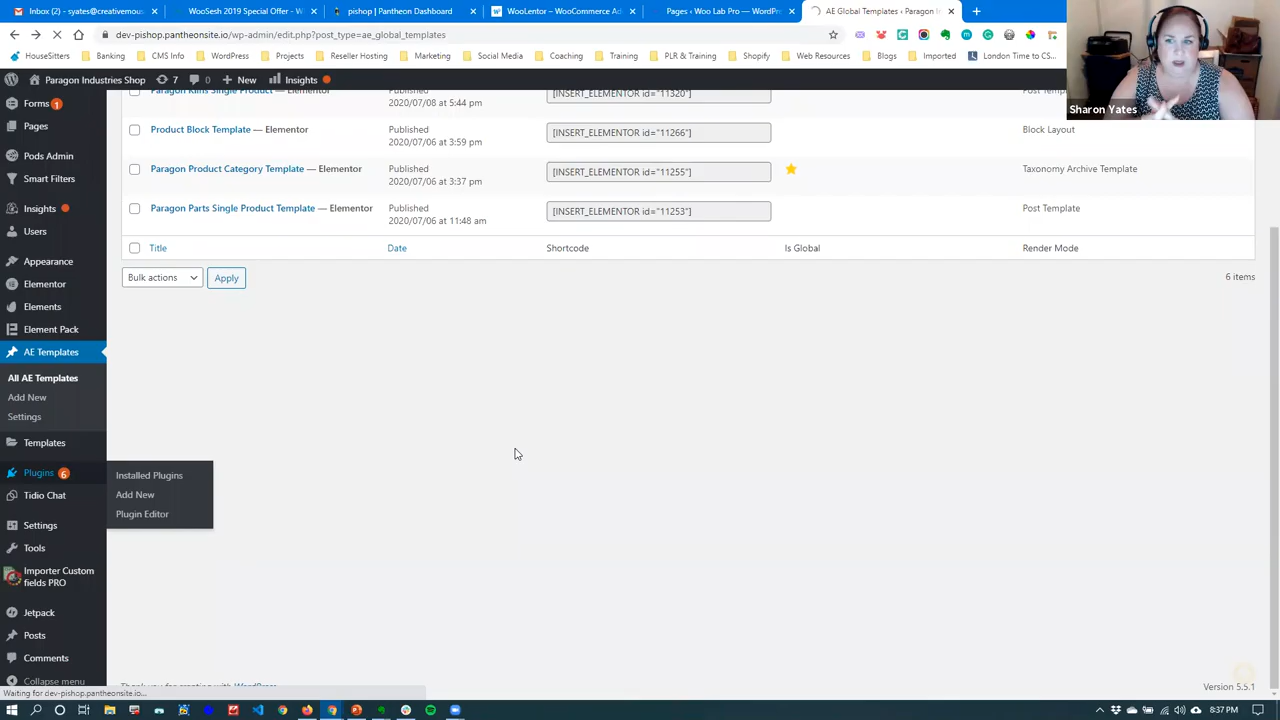 Inbox (2) - syates@creativemous
WooSesh 2019 Special Offer - W
pishop | Pantheon Dashboard
WooLentor – WooCommerce Ad
Pages ‹ Woo Lab Pro — WordPr
AE Global Templates ‹ Paragon I
dev-pishop.pantheonsite.io/wp-admin/edit.php?post_type=ae_global_templates
HouseSitters
Banking
CMS Info
WordPress
Projects
Reseller Hosting
Marketing
Social Media
Coaching
Training
PLR & Training
Shopify
Web Resources
Blogs
Imported
London Time to CS...
Paragon Industries Shop
7
0
New
Insights
Sharon Yates
Forms 1
Pages
Pods Admin
Smart Filters
Insights
Users
Appearance
Elementor
Elements
Element Pack
AE Templates
All AE Templates
Add New
Settings
Templates
Plugins 6
Tidio Chat
Settings
Tools
Importer Custom
fields PRO
Jetpack
Posts
Comments
Collapse menu
Installed Plugins
Add New
Plugin Editor
Paragon Kilns Single Product — Elementor
Published
2020/07/08 at 5:44 pm
[INSERT_ELEMENTOR id="11320"]
Post Temp
Product Block Template — Elementor
Published
2020/07/06 at 3:59 pm
[INSERT_ELEMENTOR id="11266"]
Block Layout
Paragon Product Category Template — Elementor
Published
2020/07/06 at 3:37 pm
[INSERT_ELEMENTOR id="11255"]
Taxonomy Archive Template
Paragon Parts Single Product Template — Elementor
Published
2020/07/06 at 11:48 am
[INSERT_ELEMENTOR id="11253"]
Post Template
Title
Date
Shortcode
Is Global
Render Mode
Bulk actions
Apply
6 items
Thank you for creating with WordPress
Version 5.5.1
Waiting for dev-pishop.pantheonsite.io...
8:37 PM